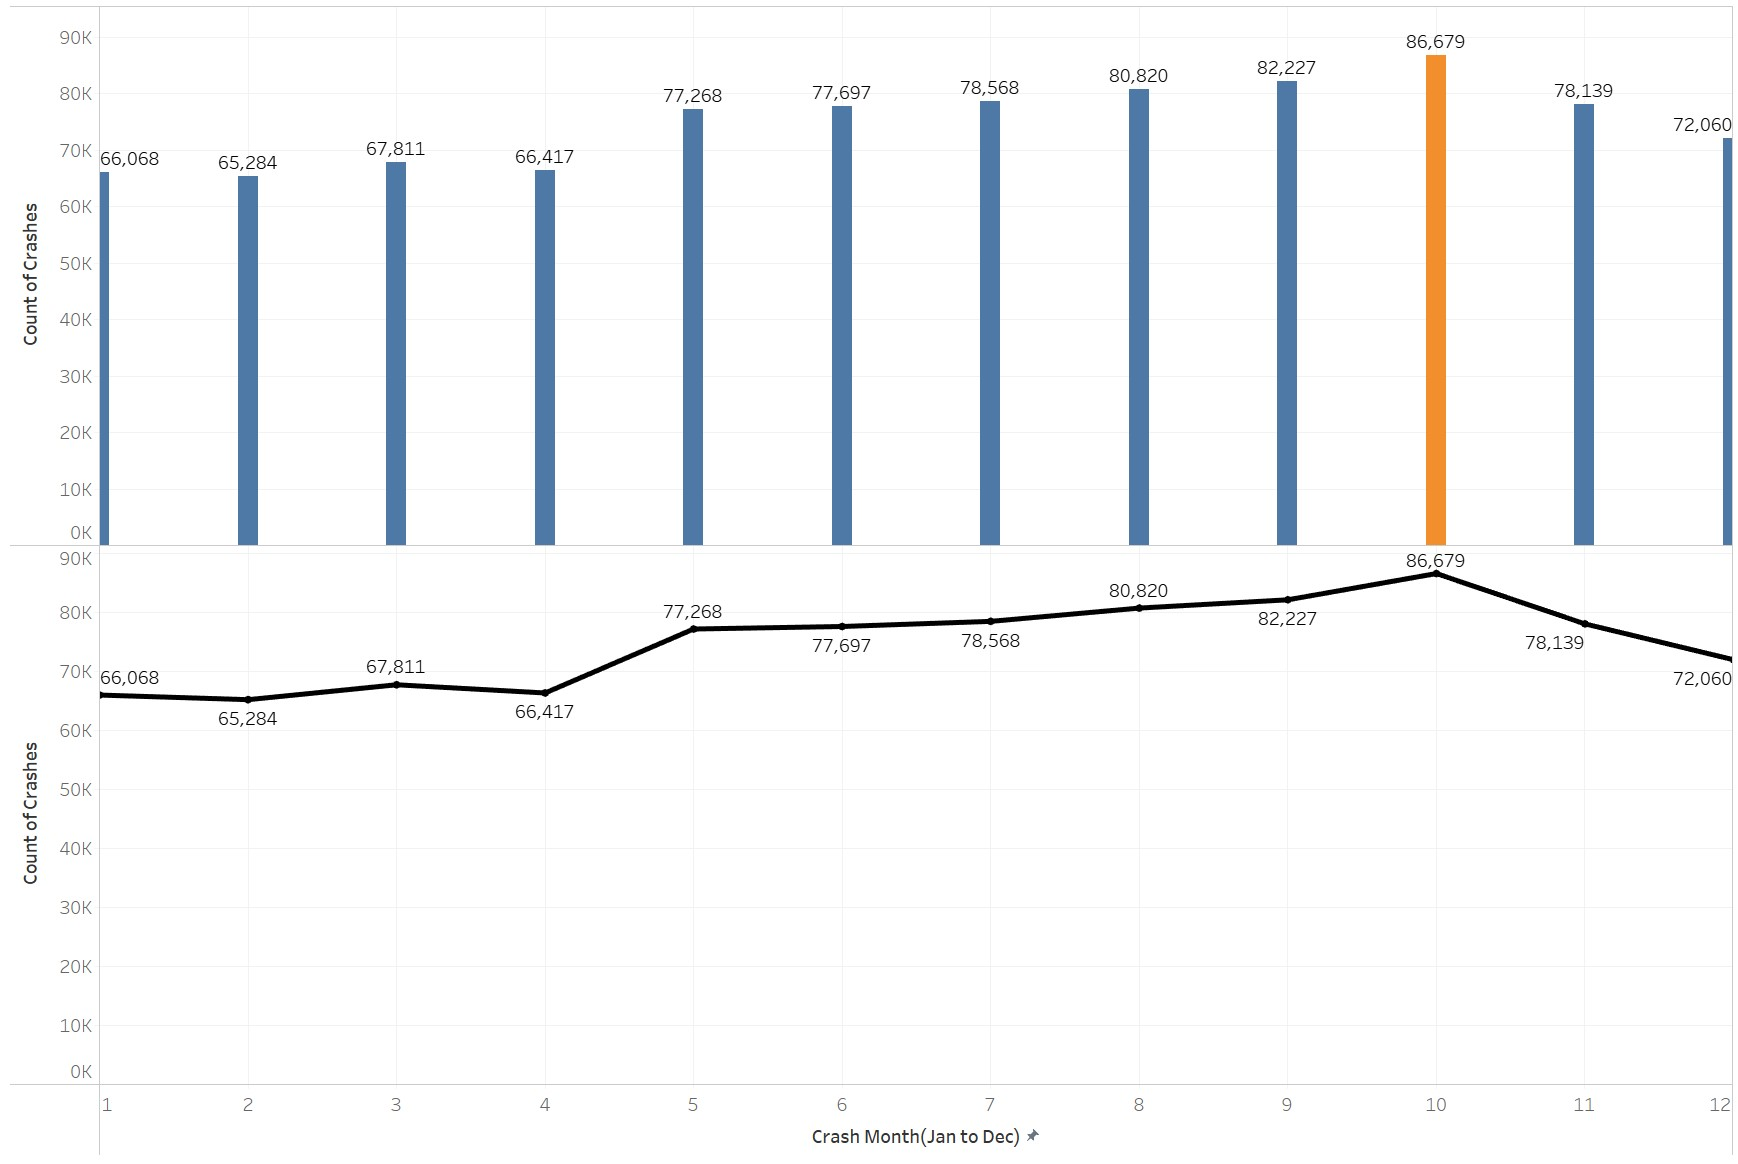 90K
80K
70K
60K
50K
40K
30K
20K
10K
0K
Count of Crashes
66,068
65,284
67,811
66,417
77,268
77,697
78,568
80,820
82,227
86,679
78,139
72,060
90K
80K
70K
60K
50K
40K
30K
20K
10K
0K
Count of Crashes
66,068
65,284
67,811
66,417
77,268
77,697
78,568
80,820
82,227
86,679
78,139
72,060
1 2 3 4 5 6 7 8 9 10 11 12
Crash Month(Jan to Dec)